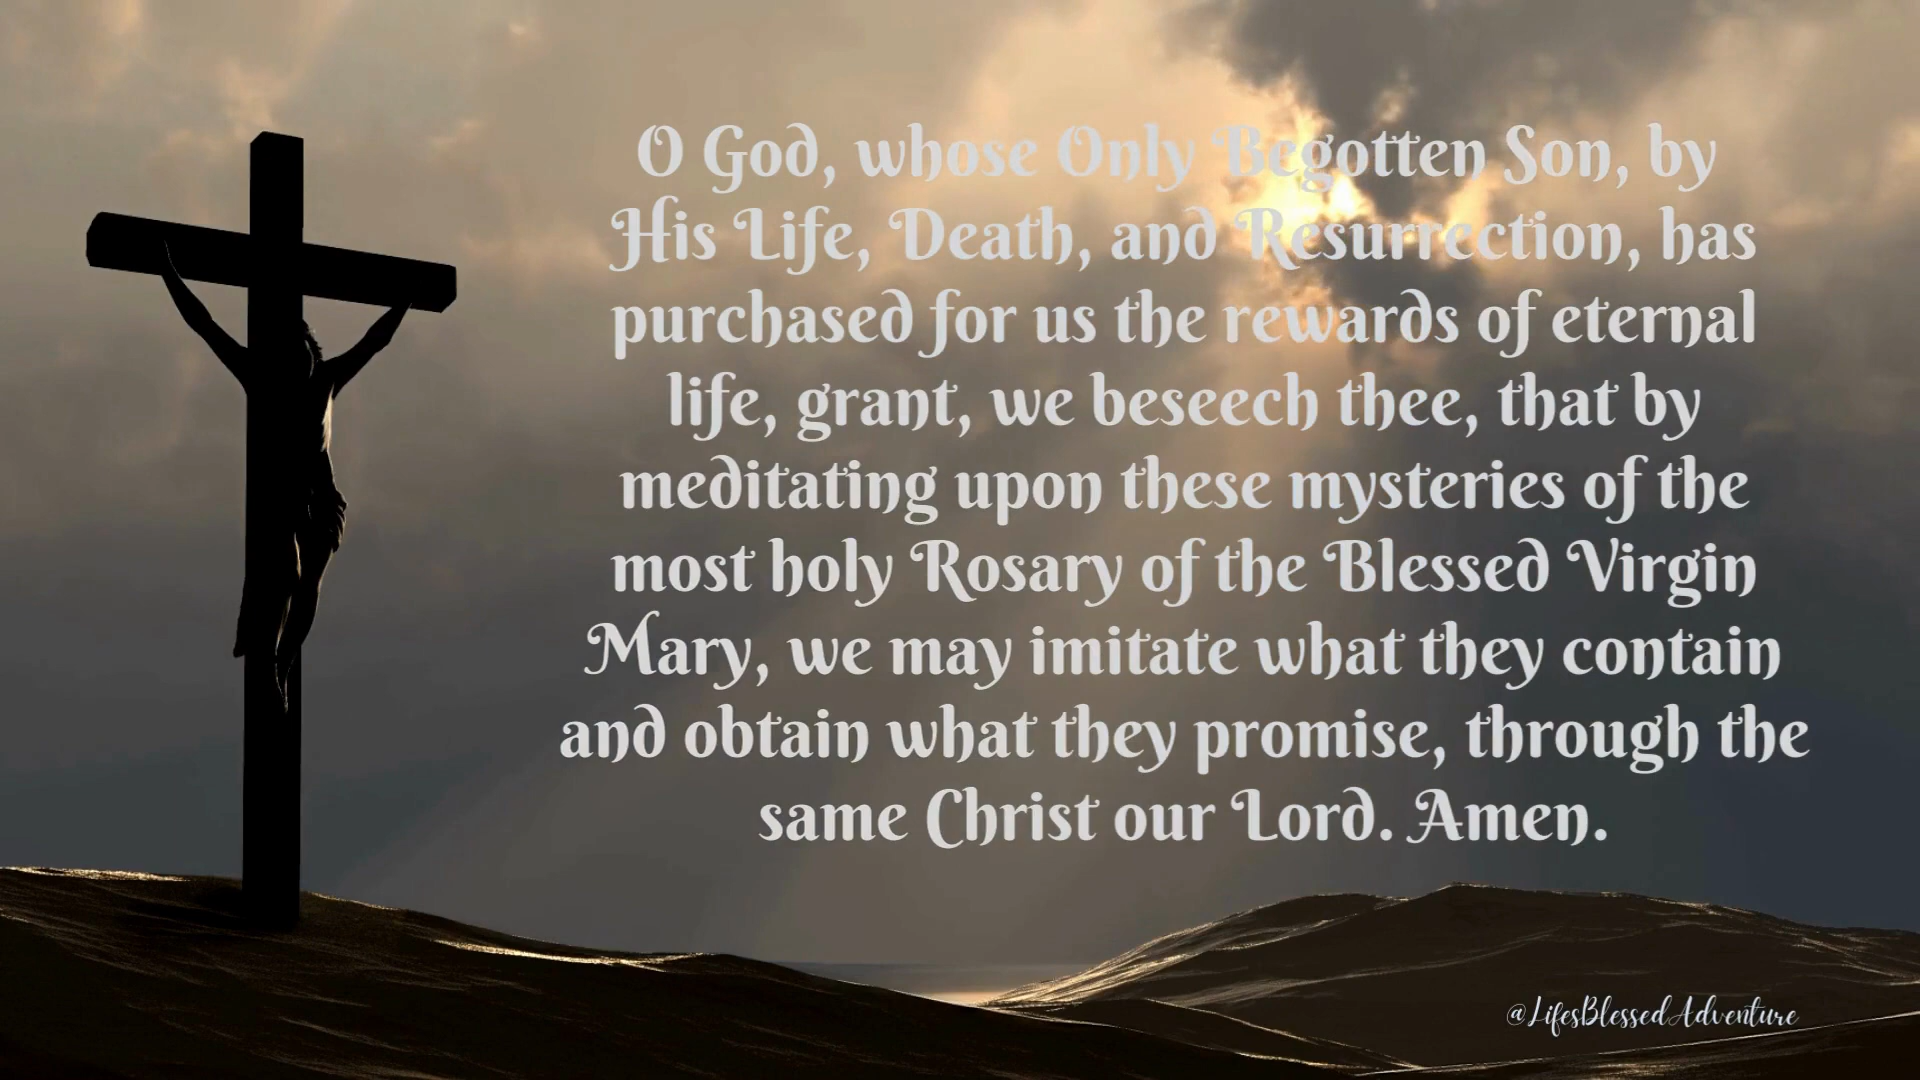 O God, whose Only Begotten Son, by
His Life, Death, and Resurrection, has
purchased for us the rewards of eternal
life, grant, we beseech thee, that by
meditating upon these mysteries of the
most holy Rosary of the Blessed Virgin
Mary, we may imitate what they contain
and obtain what they promise, through the
same Christ our Lord. Amen.
@LifesBlessedAdventure